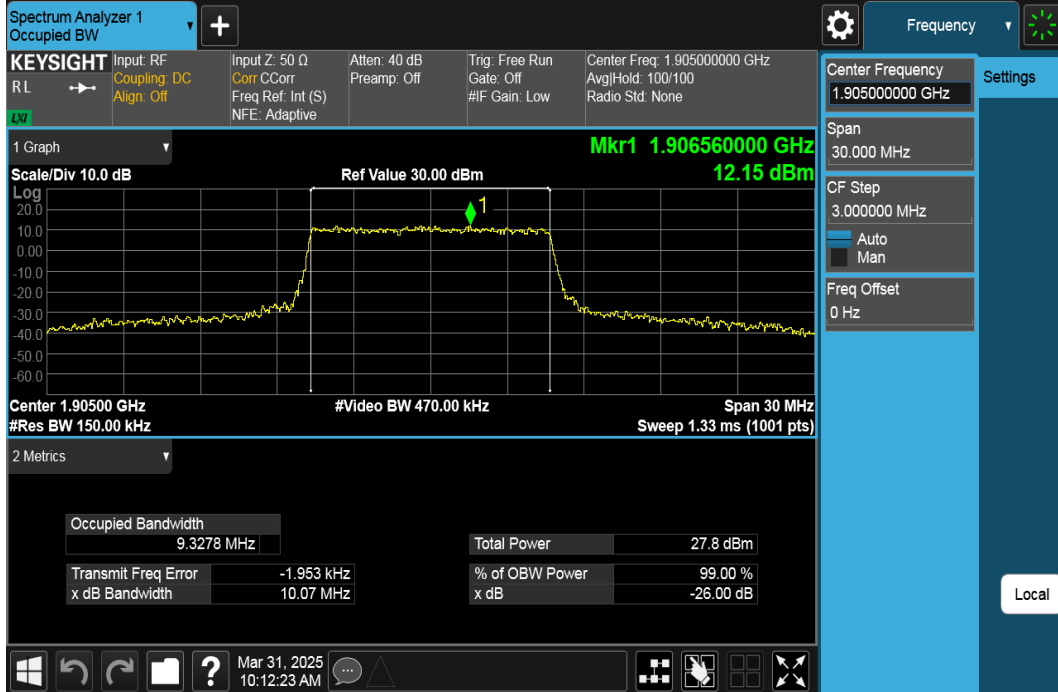 Spectrum Analyzer 1
Occupied BW
+
Frequency
KEYSIGHT
R L
LXI
Input: RF
Coupling: DC
Align: Off
Input Z: 50 Ω
Corr CCorr
Freq Ref: Int (S)
NFE: Adaptive
Atten: 40 dB
Preamp: Off
Trig: Free Run
Gate: Off
#IF Gain: Low
Center Freq: 1.905000000 GHz
Avg|Hold: 100/100
Radio Std: None
Center Frequency
1.905000000 GHz
Settings
Span
30.000 MHz
CF Step
3.000000 MHz
Auto
Man
Freq Offset
0 Hz
Local
1 Graph
Mkr1 1.906560000 GHz
12.15 dBm
Scale/Div 10.0 dB
Ref Value 30.00 dBm
Log
20.0
10.0
0.00
-10.0
-20.0
-30.0
-40.0
-50.0
-60.0
1
Center 1.90500 GHz
#Video BW 470.00 kHz
Span 30 MHz
#Res BW 150.00 kHz
Sweep 1.33 ms (1001 pts)
2 Metrics
Occupied Bandwidth
9.3278 MHz
Total Power 27.8 dBm
Transmit Freq Error -1.953 kHz
% of OBW Power 99.00 %
x dB Bandwidth 10.07 MHz
x dB -26.00 dB
?
Mar 31, 2025
10:12:23 AM